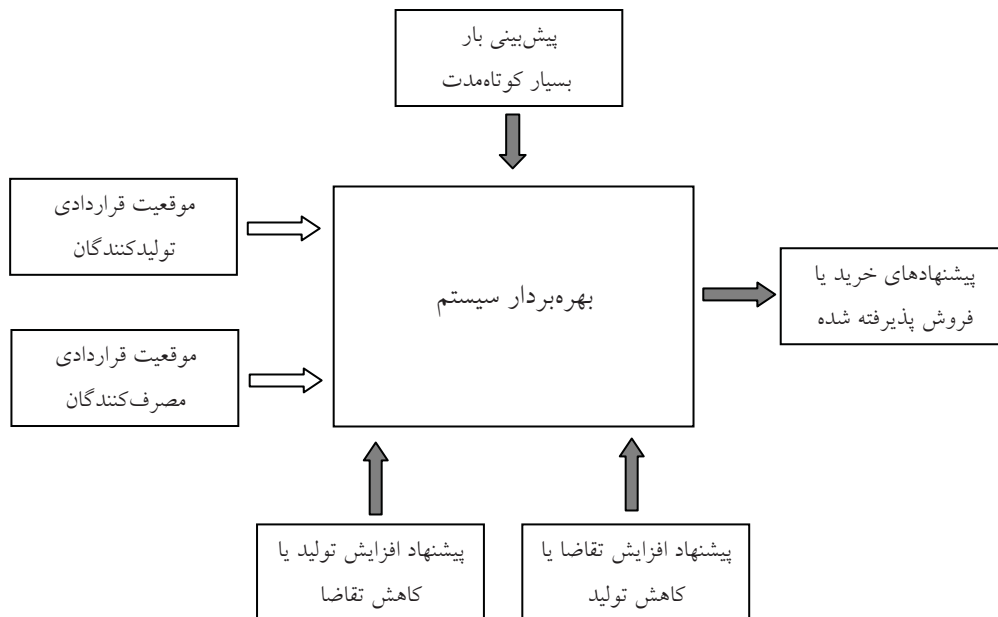 پیش‌بینی بار
بسیار کوتاه‌مدت
موقعیت قراردادی
تولیدکنندگان
پیشنهادهای خرید یا
فروش پذیرفته شده
بهره‌بردار سیستم
موقعیت قراردادی
مصرف‌کنندگان
پیشنهاد افزایش تقاضا یا
کاهش تولید
پیشنهاد افزایش تولید یا
کاهش تقاضا